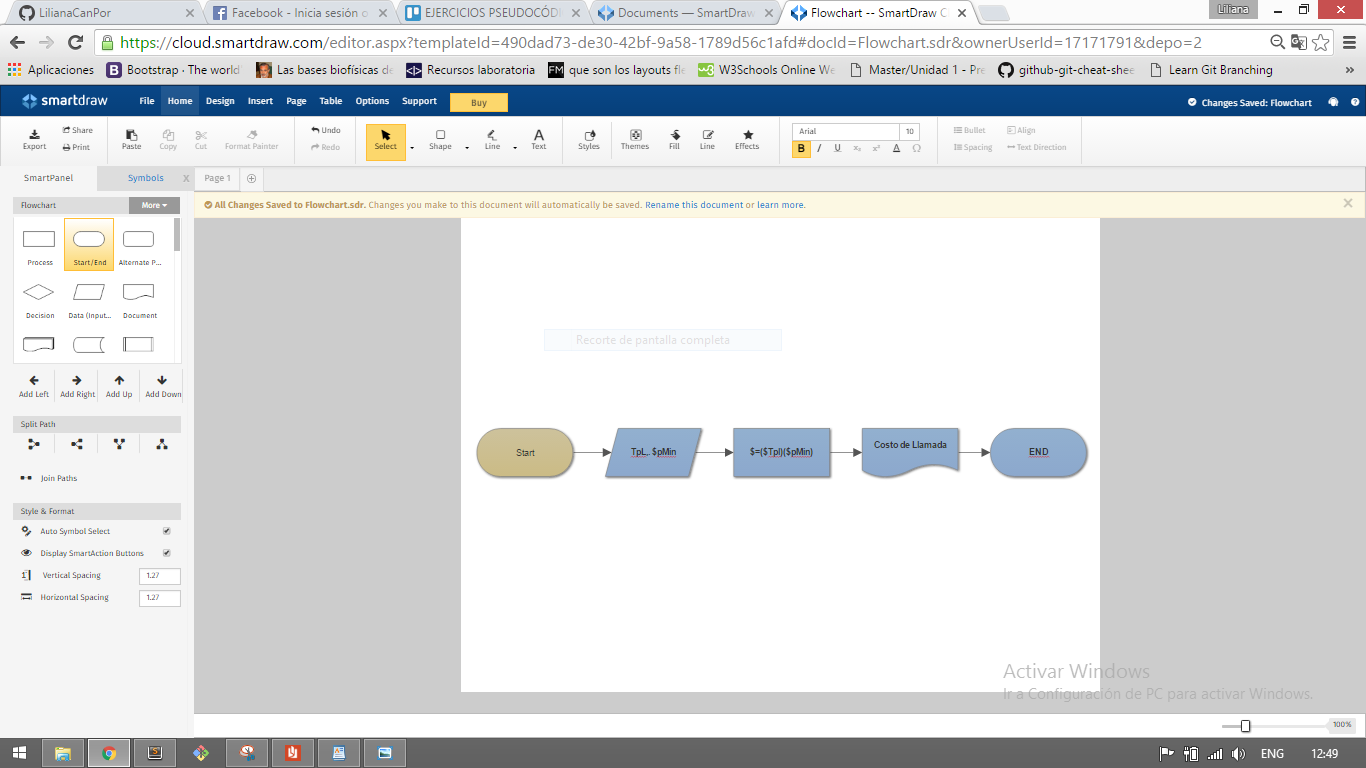 LilianaCanPor
Facebook - Inicia sesión o
EJERCICIOS PSEUDOCÓDI
Documents — SmartDraw
Flowchart -- SmartDraw C
Liliana
https://cloud.smartdraw.com/editor.aspx?templateId=490dad73-de30-42bf-9a58-1789d56c1afd#docId=Flowchart.sdr&ownerUserId=17171791&depo=2
Aplicaciones
Bootstrap · The world'
Las bases biofísicas de
Recursos laboratoria
FM que son los layouts fle
W3Schools Online We
Master/Unidad 1 - Pre
github-git-cheat-shee
Learn Git Branching
»
smartdraw
File Home Design Insert Page Table Options Support Buy
Changes Saved: Flowchart
Export Share Print
Paste Copy Cut Format Painter
Undo Redo
Select Shape Line A Text
Styles Themes Fill Line Effects
Arial 10
B I U x₂ x² A Ω
Bullet Align
Spacing Text Direction
SmartPanel Symbols X
Page 1
Flowchart More
All Changes Saved to Flowchart.sdr. Changes you make to this document will automatically be saved. Rename this document or learn more.
Process Start/End Alternate P...
Decision Data (Input... Document
Recorte de pantalla completa
Add Left Add Right Add Up Add Down
Split Path
Start
TpL,. $pMin
$=($Tpl)($pMin)
Costo de Llamada
END
Join Paths
Style & Format
Auto Symbol Select
Display SmartAction Buttons
Vertical Spacing 1.27
Horizontal Spacing 1.27
Activar Windows
Ir a Configuración de PC para activar Windows.
100%
ENG 12:49